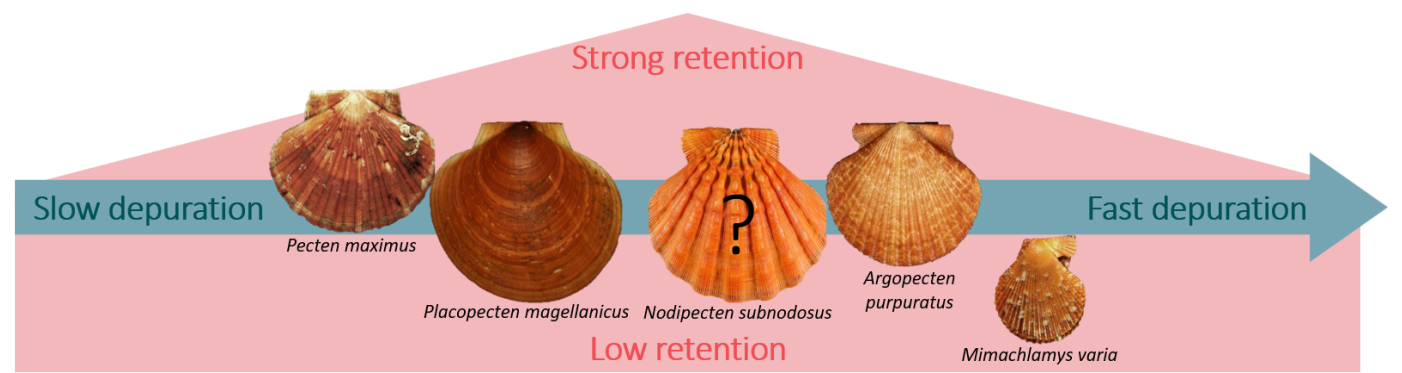 Strong retention
Slow depuration
Fast depuration
Pecten maximus
?
Argopecten
purpuratus
Placopecten magellanicus
Nodipecten subnodosus
Low retention
Mimachlamys varia